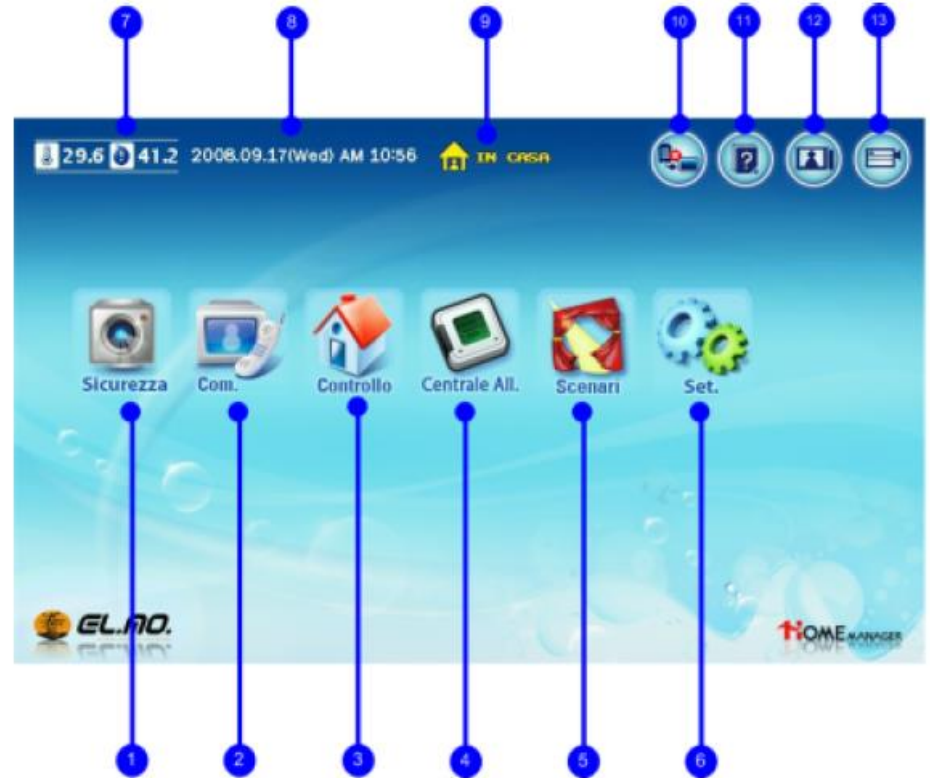 7 8 9 10 11 12 13
29.6 41.2 2008.09.17(Wed) AM 10:56 IN CASA
?
Sicurezza Com. Controllo Centrale All. Scenari Set.
EL.MO. HOME MANAGER
1 2 3 4 5 6